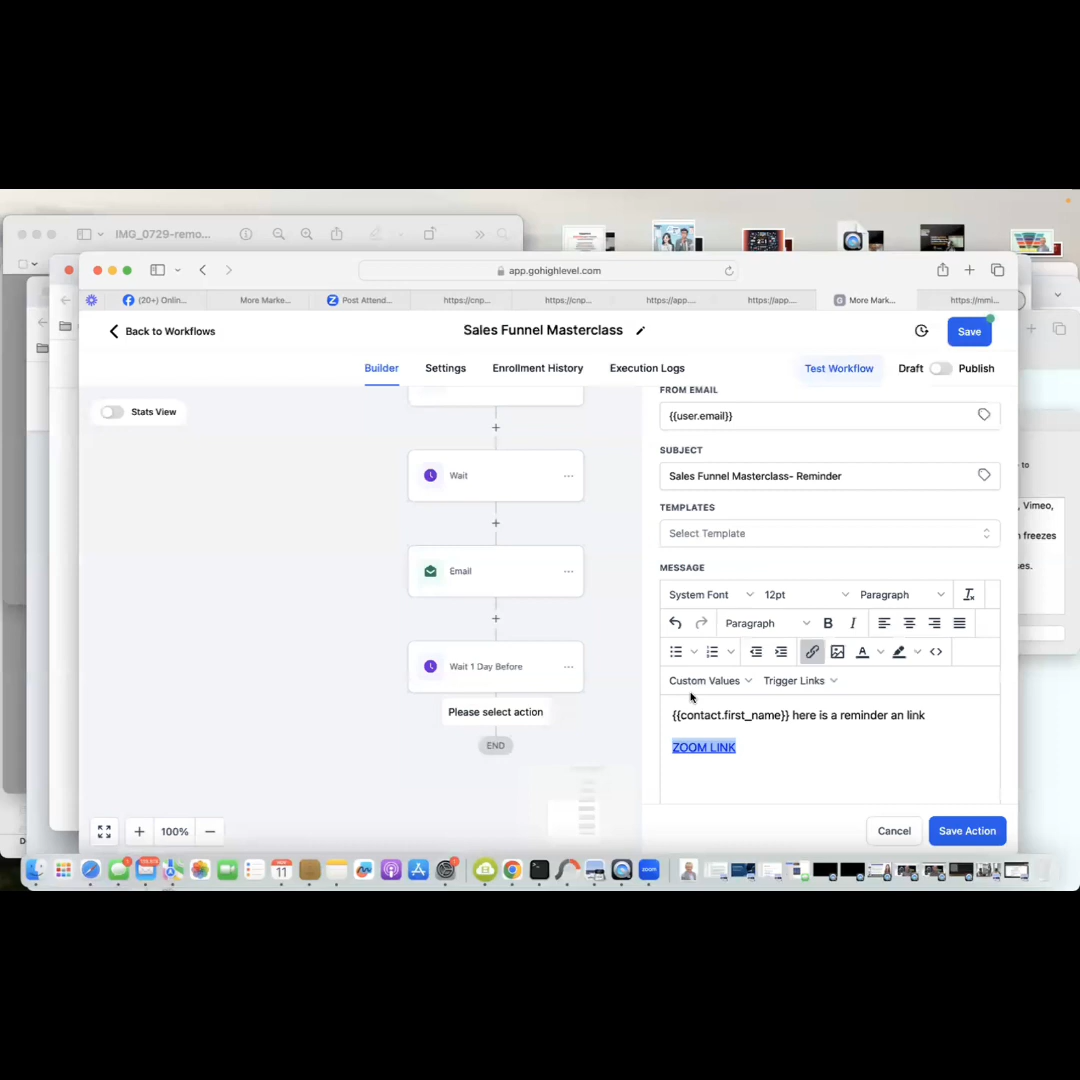 IMG_0729-remo...
app.gohighlevel.com
(20+) Onlin...
More Marke...
Post Attend...
https://cnp...
https://cnp...
https://app....
https://app....
More Mark...
https://mmi...
Back to Workflows
Sales Funnel Masterclass
Save
Builder
Settings
Enrollment History
Execution Logs
Test Workflow
Draft
Publish
Stats View
Wait
Email
Wait 1 Day Before
Please select action
END
100%
FROM EMAIL
{{user.email}}
SUBJECT
Sales Funnel Masterclass- Reminder
TEMPLATES
Select Template
MESSAGE
System Font
12pt
Paragraph
Paragraph
B
I
A
Custom Values
Trigger Links
{{contact.first_name}} here is a reminder an link
ZOOM LINK
Cancel
Save Action
to
, Vimeo,
freezes
ses.
11
zoom